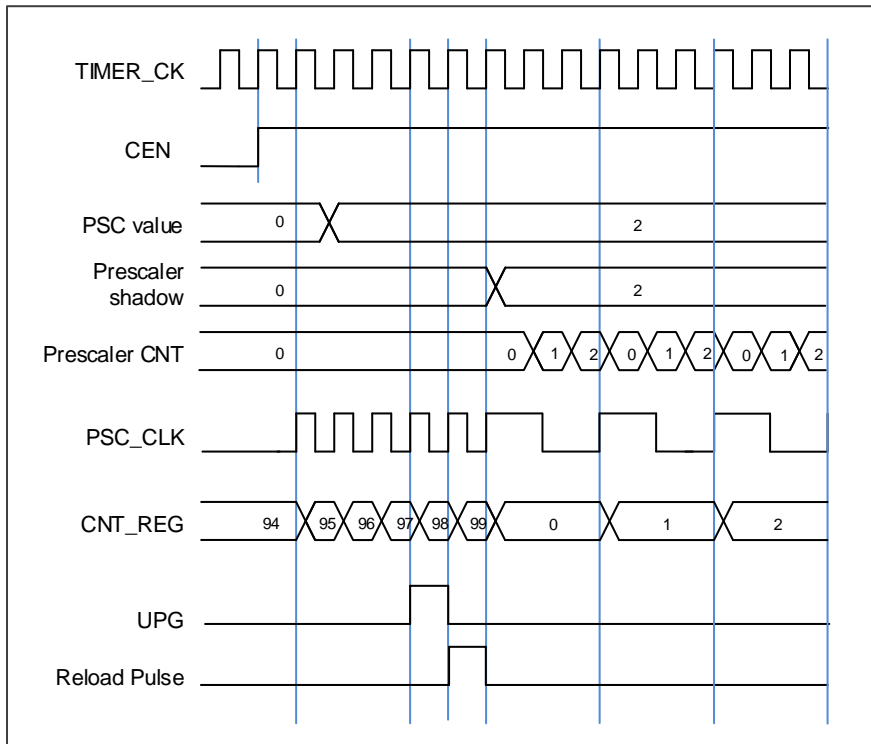 TIMER_CK
CEN
PSC value 0 2
Prescaler
shadow 0 2
Prescaler CNT 0 0 1 2 0 1 2 0 1 2
PSC_CLK
CNT_REG 94 95 96 97 98 99 0 1 2
UPG
Reload Pulse